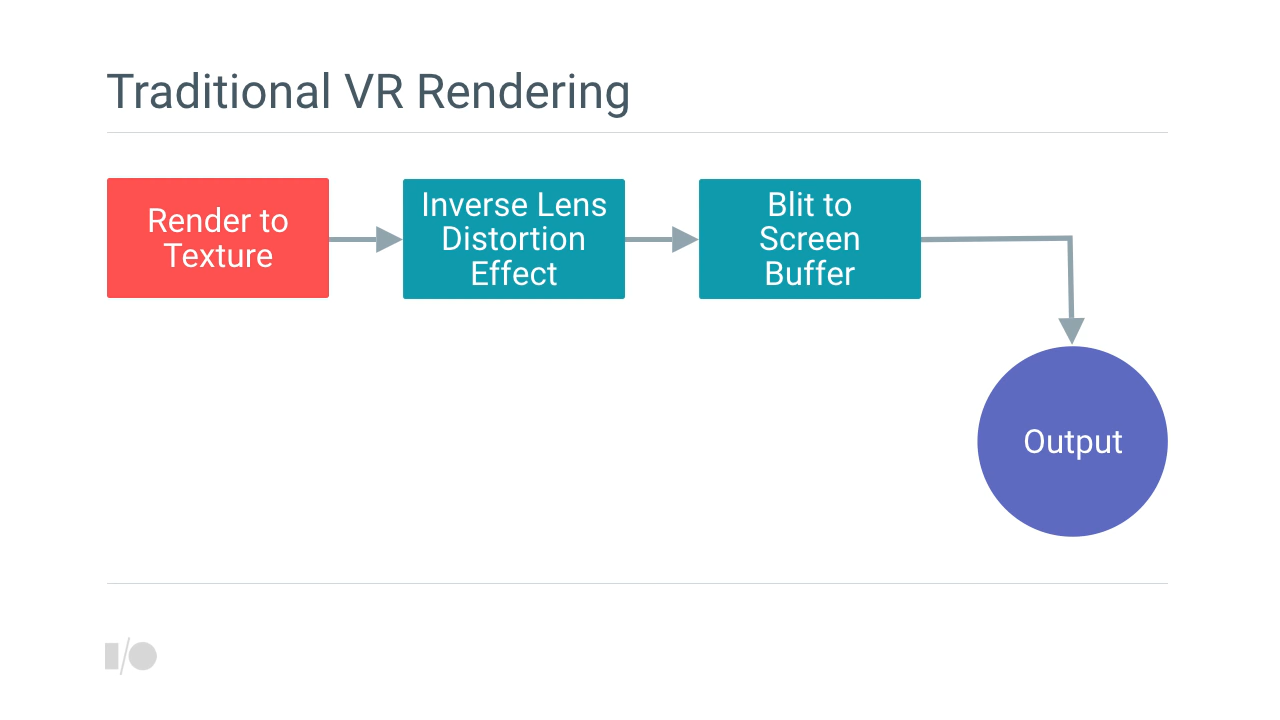 Traditional VR Rendering
Render to
Texture
Inverse Lens
Distortion
Effect
Blit to
Screen
Buffer
Output
I/O